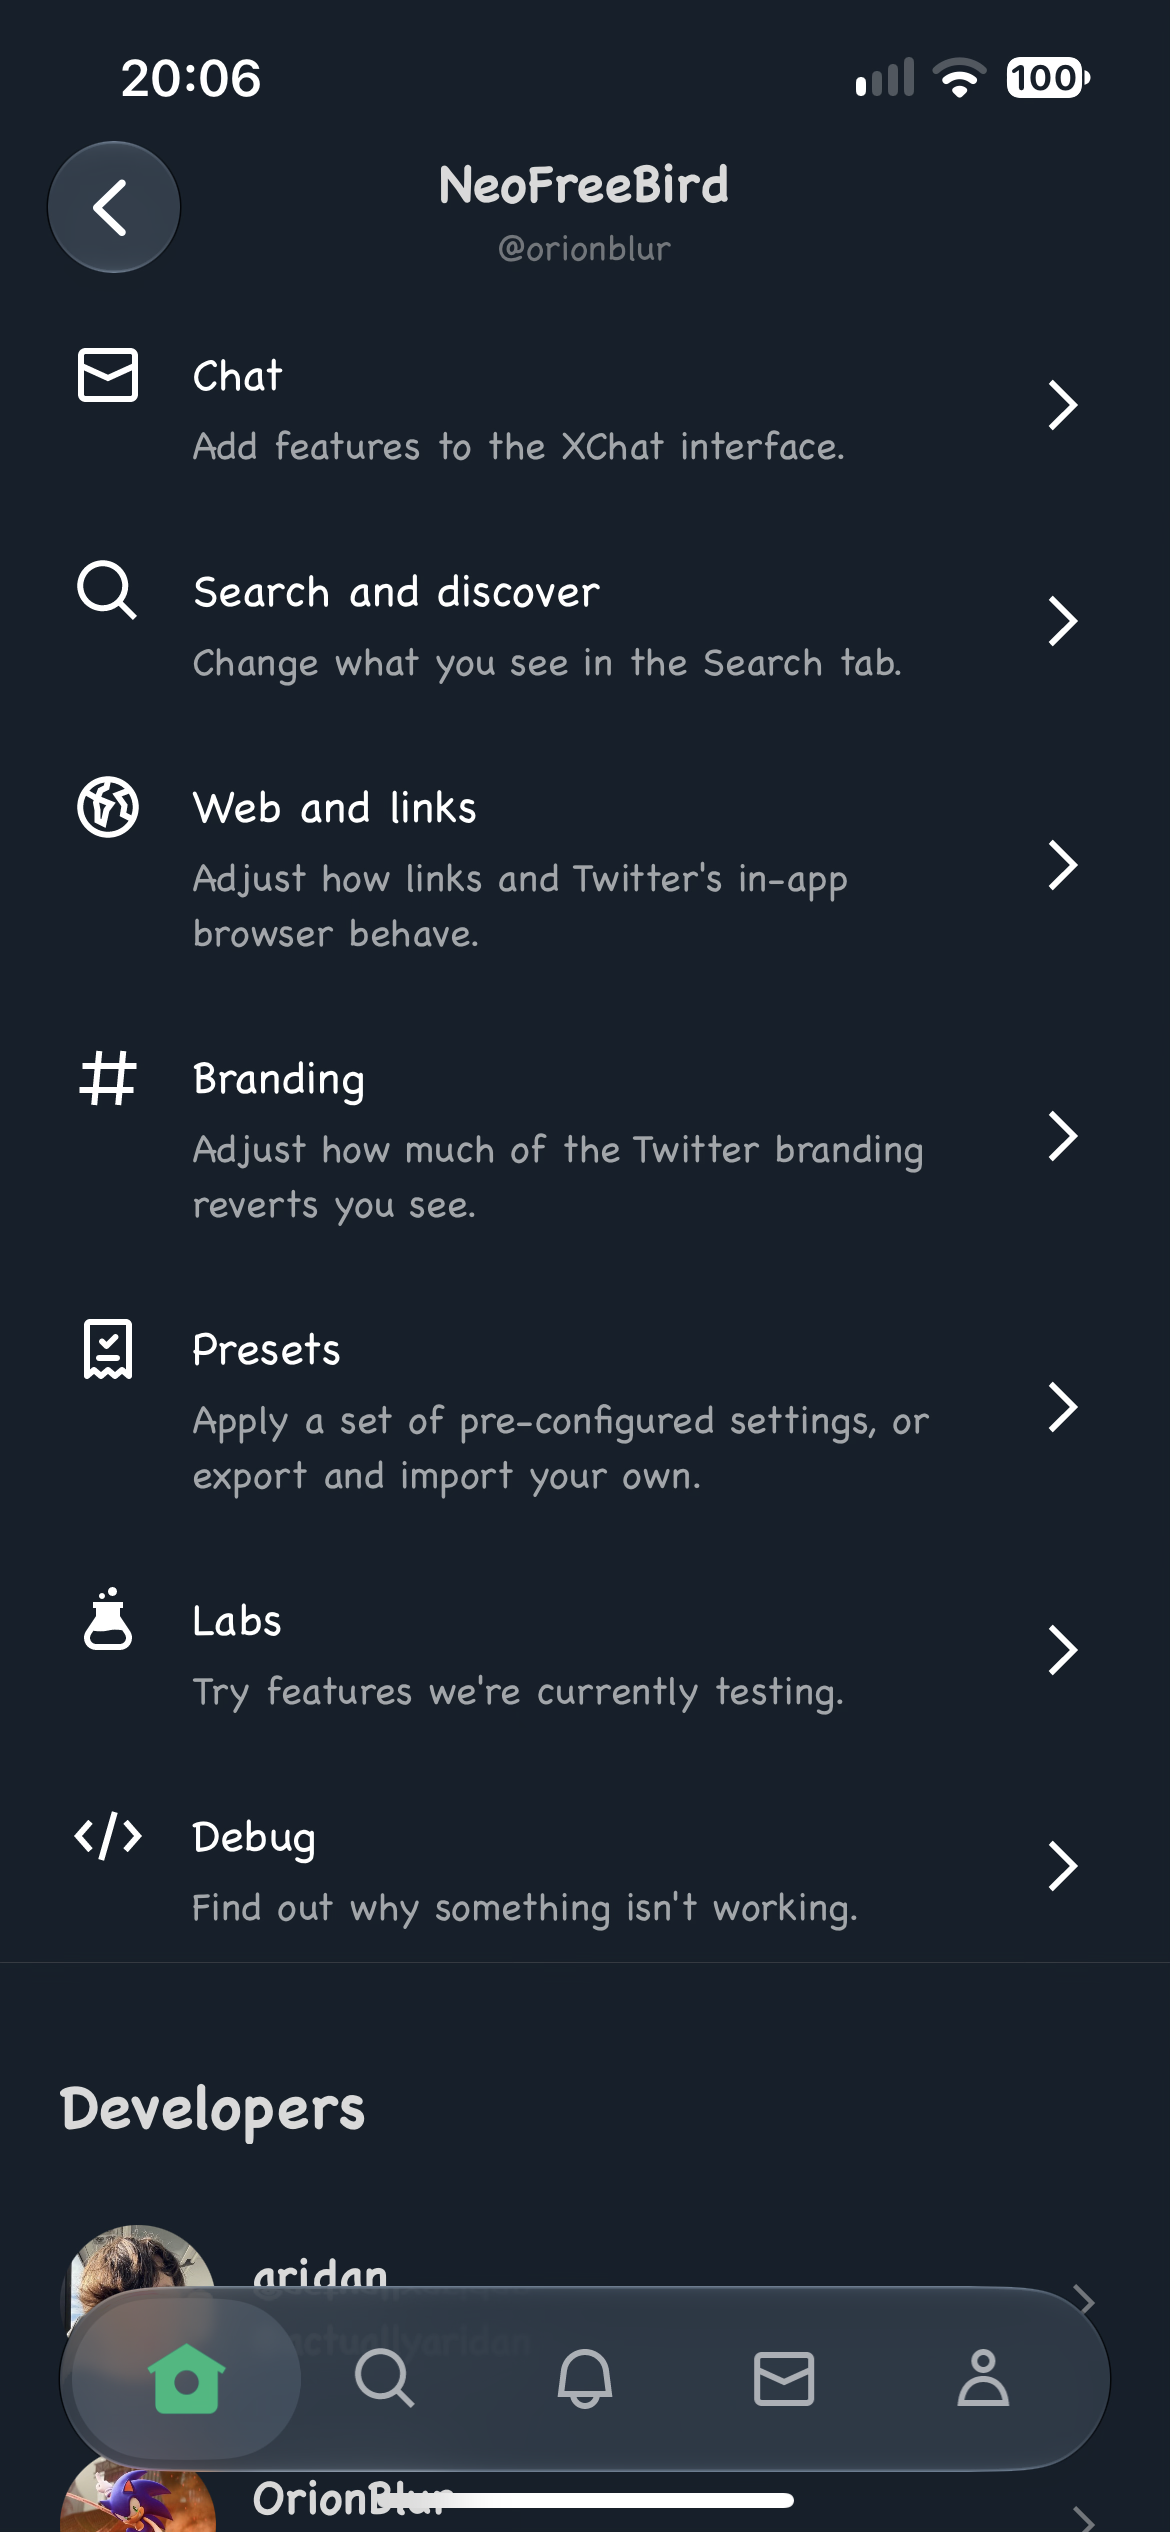 20:06
100
NeoFreeBird
@orionblur
Chat
Add features to the XChat interface.
Search and discover
Change what you see in the Search tab.
Web and links
Adjust how links and Twitter's in-app
browser behave.
Branding
Adjust how much of the Twitter branding
reverts you see.
Presets
Apply a set of pre-configured settings, or
export and import your own.
Labs
Try features we're currently testing.
Debug
Find out why something isn't working.
Developers
aridan
actuallyaridan
OrionBlur